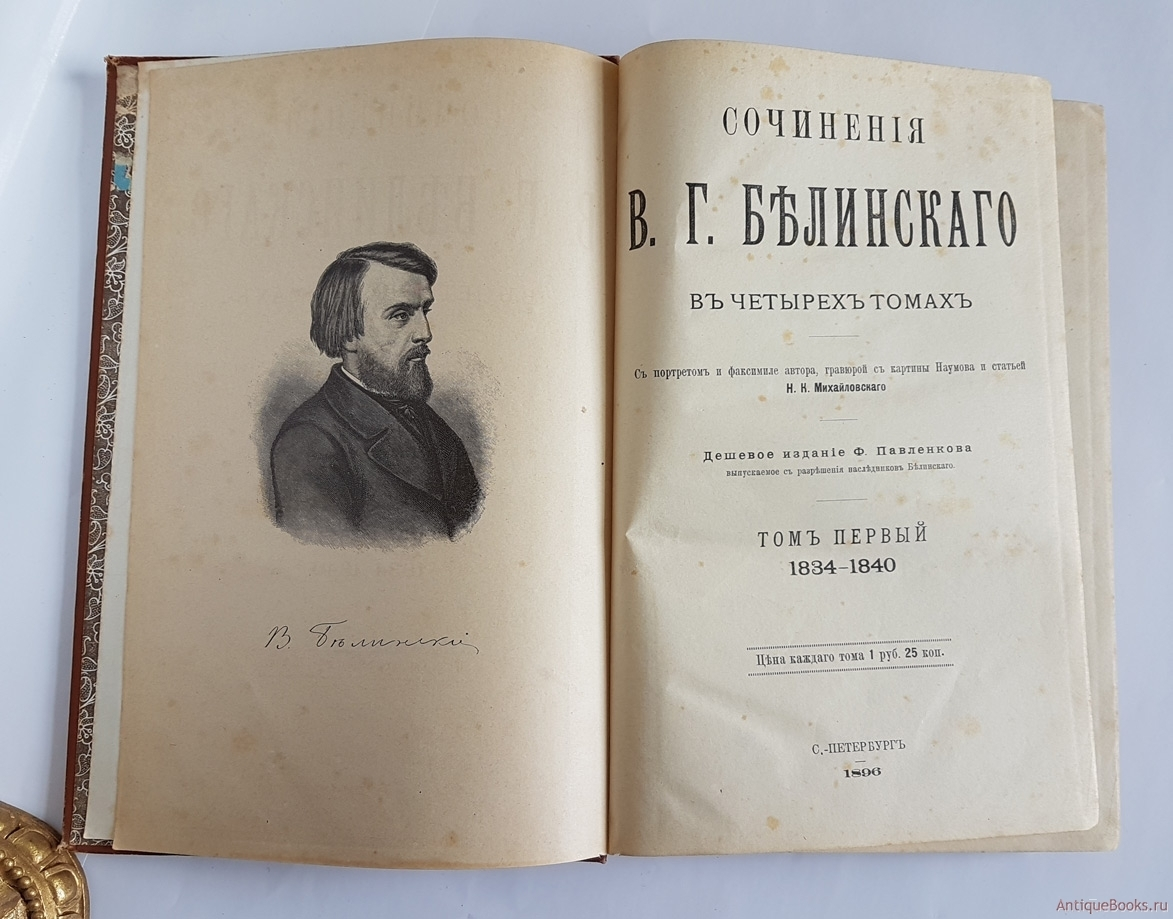 В. Бѣлинскій
СОЧИНЕНІЯ
В. Г. БѢЛИНСКАГО
ВЪ ЧЕТЫРЕХЪ ТОМАХЪ
Съ портретомъ и факсимиле автора, гравюрой съ картины Наумова и статьей
Н. К. Михайловскаго
Дешевое изданіе Ф. Павленкова
выпускаемое съ разрѣшенія наслѣдниковъ Бѣлинскаго.
ТОМЪ ПЕРВЫЙ
1834–1840
Цѣна каждаго тома 1 руб. 25 коп.
С.-ПЕТЕРБУРГЪ
1896
AntiqueBooks.ru